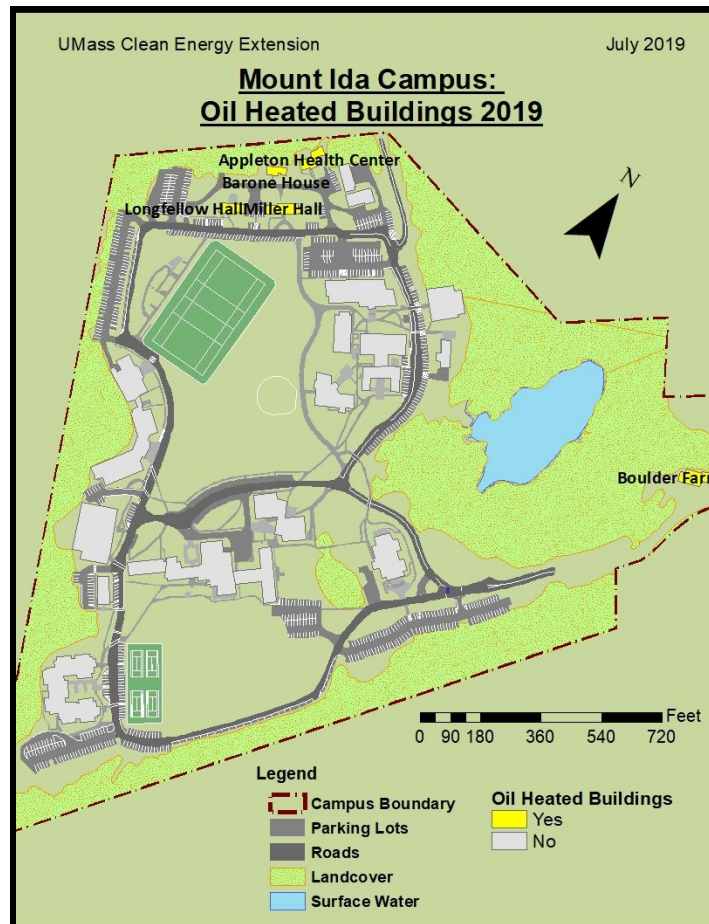 UMass Clean Energy Extension July 2019
Mount Ida Campus:
Oil Heated Buildings 2019
Appleton Health Center
Barone House
Longfellow Hall Miller Hall
N
Boulder Farm
Feet
0 90 180 360 540 720
Legend
Campus Boundary
Parking Lots
Roads
Landcover
Surface Water
Oil Heated Buildings
Yes
No